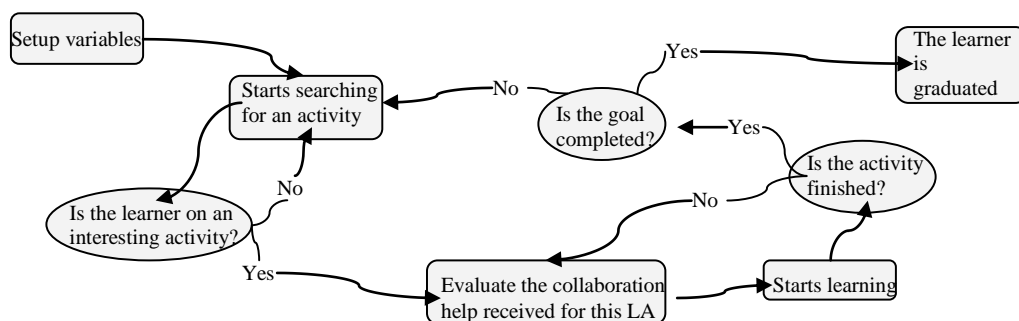 Setup variables
Starts searching
for an activity
Is the learner on an
interesting activity?
No
Yes
Evaluate the collaboration
help received for this LA
Starts learning
Is the activity
finished?
No
Yes
Is the goal
completed?
No
Yes
The learner
is
graduated